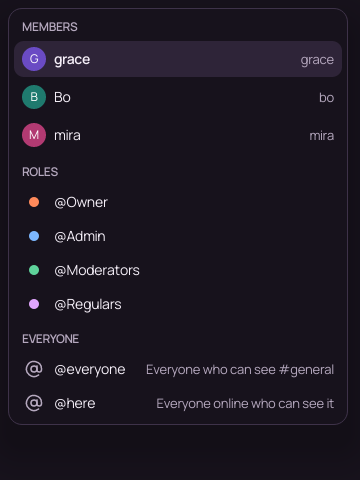 MEMBERS
G grace grace
B Bo bo
M mira mira
ROLES
@Owner
@Admin
@Moderators
@Regulars
EVERYONE
@ @everyone Everyone who can see #general
@ @here Everyone online who can see it